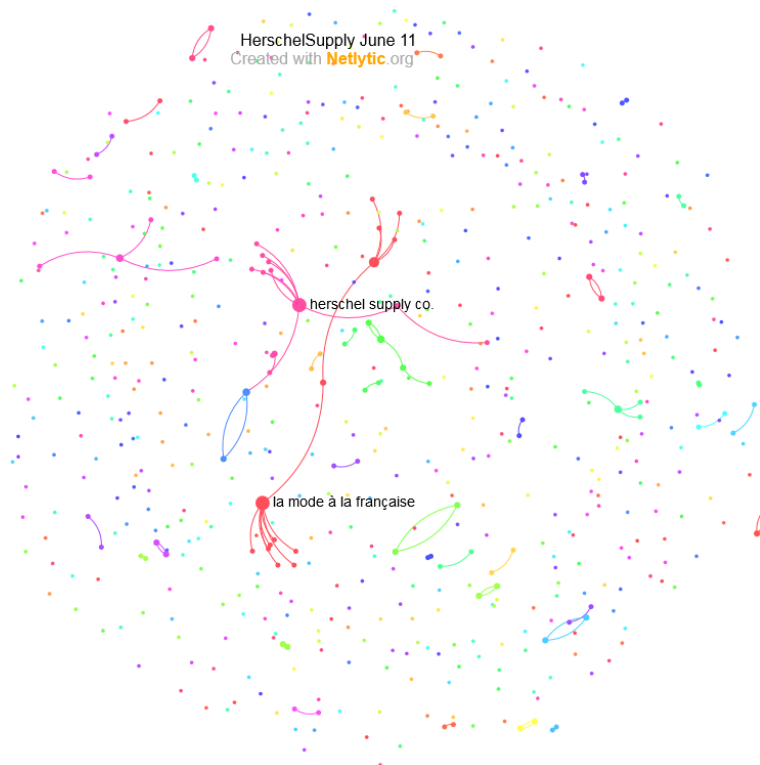 HerschelSupply June 11
Created with Netlytic.org
herschel supply co.
la mode à la française